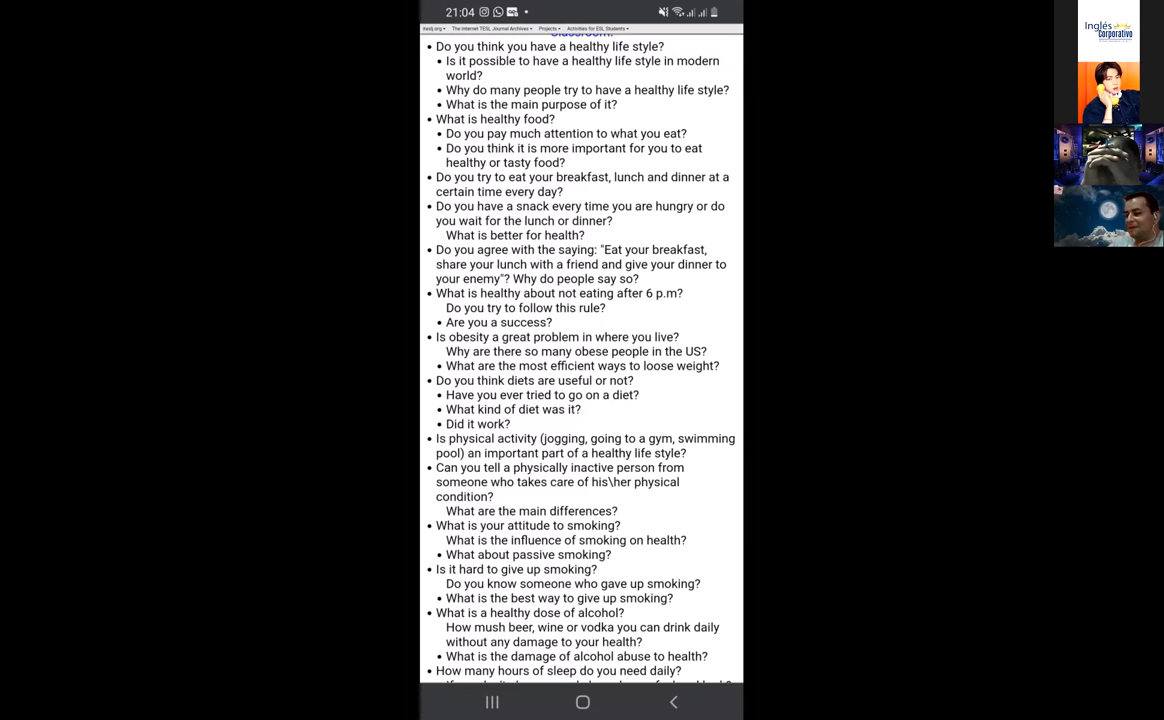 21:04
itesl.org The Internet TESL Journal Archives Projects Activities for ESL Students
Classroom!
• Do you think you have a healthy life style?
• Is it possible to have a healthy life style in modern
world?
• Why do many people try to have a healthy life style?
• What is the main purpose of it?
• What is healthy food?
• Do you pay much attention to what you eat?
• Do you think it is more important for you to eat
healthy or tasty food?
• Do you try to eat your breakfast, lunch and dinner at a
certain time every day?
• Do you have a snack every time you are hungry or do
you wait for the lunch or dinner?
What is better for health?
• Do you agree with the saying: "Eat your breakfast,
share your lunch with a friend and give your dinner to
your enemy"? Why do people say so?
• What is healthy about not eating after 6 p.m?
Do you try to follow this rule?
• Are you a success?
• Is obesity a great problem in where you live?
Why are there so many obese people in the US?
• What are the most efficient ways to loose weight?
• Do you think diets are useful or not?
• Have you ever tried to go on a diet?
• What kind of diet was it?
• Did it work?
• Is physical activity (jogging, going to a gym, swimming
pool) an important part of a healthy life style?
• Can you tell a physically inactive person from
someone who takes care of his\her physical
condition?
What are the main differences?
• What is your attitude to smoking?
What is the influence of smoking on health?
• What about passive smoking?
• Is it hard to give up smoking?
Do you know someone who gave up smoking?
• What is the best way to give up smoking?
• What is a healthy dose of alcohol?
How mush beer, wine or vodka you can drink daily
without any damage to your health?
• What is the damage of alcohol abuse to health?
• How many hours of sleep do you need daily?
Inglés
Corporativo